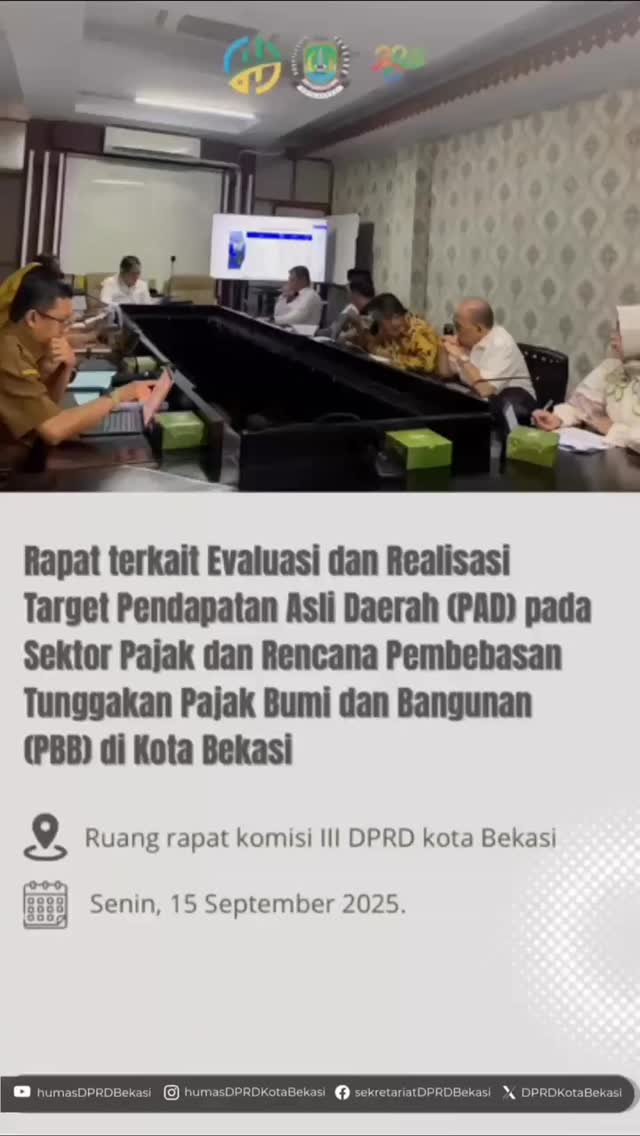 Rapat terkait Evaluasi dan Realisasi
Target Pendapatan Asli Daerah (PAD) pada
Sektor Pajak dan Rencana Pembebasan
Tunggakan Pajak Bumi dan Bangunan
(PBB) di Kota Bekasi
Ruang rapat komisi III DPRD kota Bekasi
Senin, 15 September 2025.
humasDPRDBekasi humasDPRDKotaBekasi sekretariatDPRDBekasi DPRDKotaBekasi